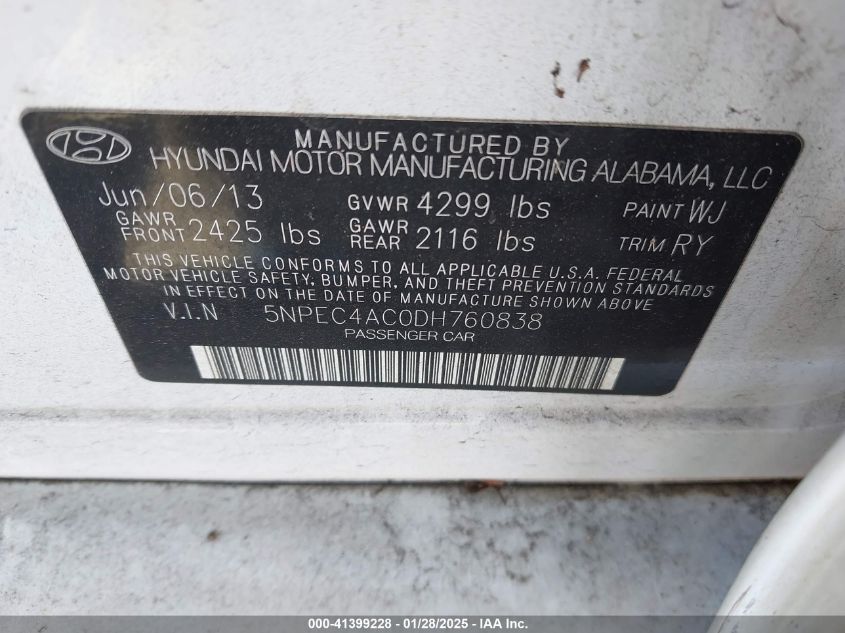 MANUFACTURED BY
HYUNDAI MOTOR MANUFACTURING ALABAMA, LLC
Jun/06/13 GVWR 4299 lbs PAINT WJ
GAWR FRONT 2425 lbs GAWR REAR 2116 lbs TRIM RY
THIS VEHICLE CONFORMS TO ALL APPLICABLE U.S.A. FEDERAL
MOTOR VEHICLE SAFETY, BUMPER, AND THEFT PREVENTION STANDARDS
IN EFFECT ON THE DATE OF MANUFACTURE SHOWN ABOVE
V.I.N 5NPEC4AC0DH760838
PASSENGER CAR
000-41399228 - 01/28/2025 - IAA Inc.